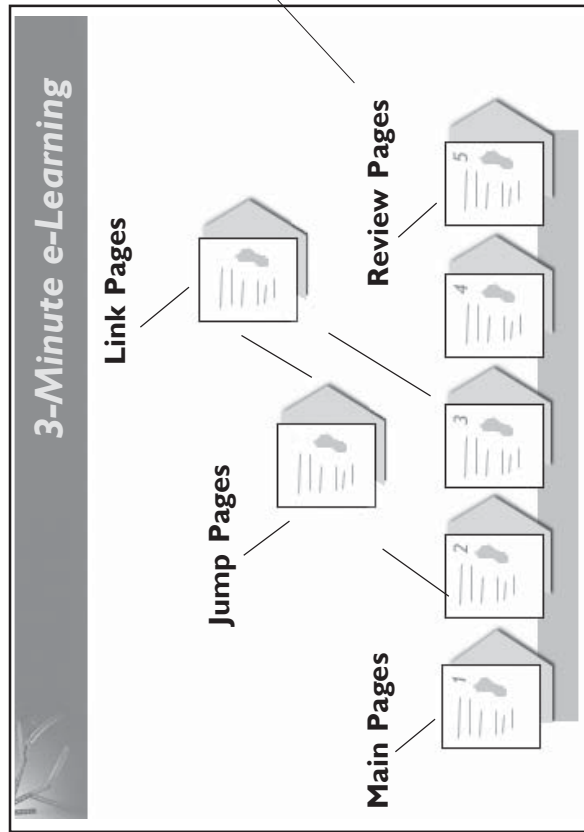 3-Minute e-Learning
Link Pages
Jump Pages
Review Pages
Main Pages
1
2
3
4
5